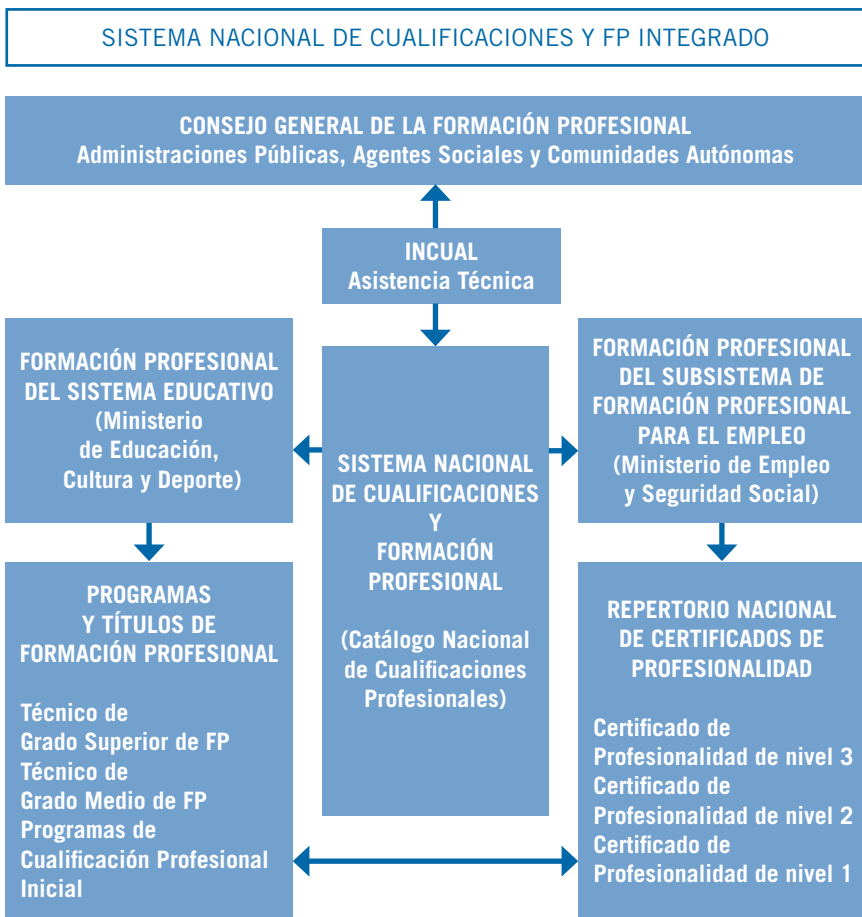 SISTEMA NACIONAL DE CUALIFICACIONES Y FP INTEGRADO
CONSEJO GENERAL DE LA FORMACIÓN PROFESIONAL
Administraciones Públicas, Agentes Sociales y Comunidades Autónomas
INCUAL
Asistencia Técnica
FORMACIÓN PROFESIONAL
DEL SISTEMA EDUCATIVO
(Ministerio
de Educación,
Cultura y Deporte)
SISTEMA NACIONAL
DE CUALIFICACIONES
Y
FORMACIÓN
PROFESIONAL
(Catálogo Nacional
de Cualificaciones
Profesionales)
FORMACIÓN PROFESIONAL
DEL SUBSISTEMA DE
FORMACIÓN PROFESIONAL
PARA EL EMPLEO
(Ministerio de Empleo
y Seguridad Social)
PROGRAMAS
Y TÍTULOS DE
FORMACIÓN PROFESIONAL
Técnico de
Grado Superior de FP
Técnico de
Grado Medio de FP
Programas de
Cualificación Profesional
Inicial
REPERTORIO NACIONAL
DE CERTIFICADOS DE
PROFESIONALIDAD
Certificado de
Profesionalidad de nivel 3
Certificado de
Profesionalidad de nivel 2
Certificado de
Profesionalidad de nivel 1